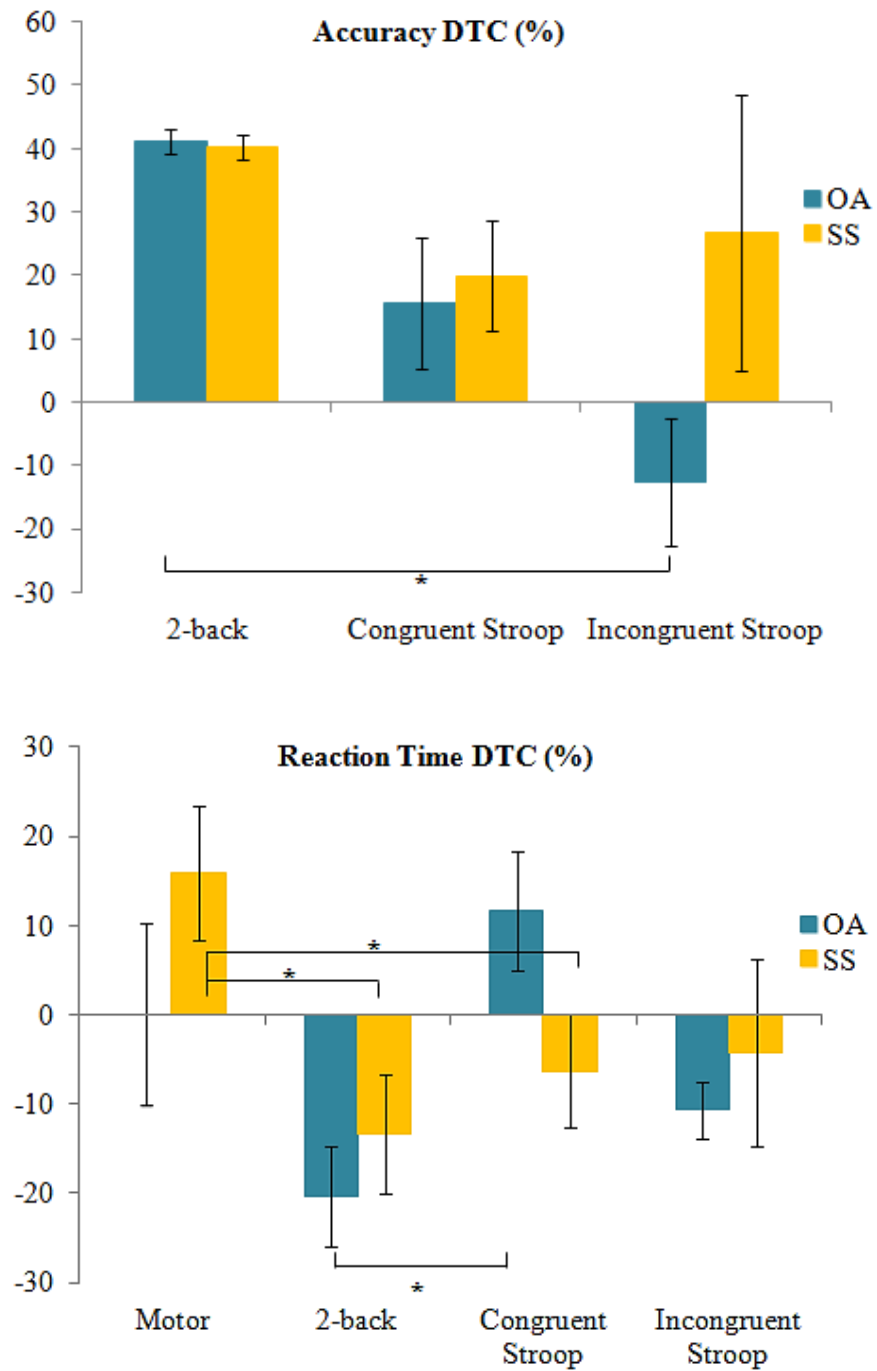 Accuracy DTC (%)
60
50
40
30
20
10
0
-10
-20
-30
OA
SS
*
2-back Congruent Stroop Incongruent Stroop
Reaction Time DTC (%)
30
20
10
0
-10
-20
-30
OA
SS
*
*
*
Motor 2-back Congruent Incongruent
Stroop Stroop